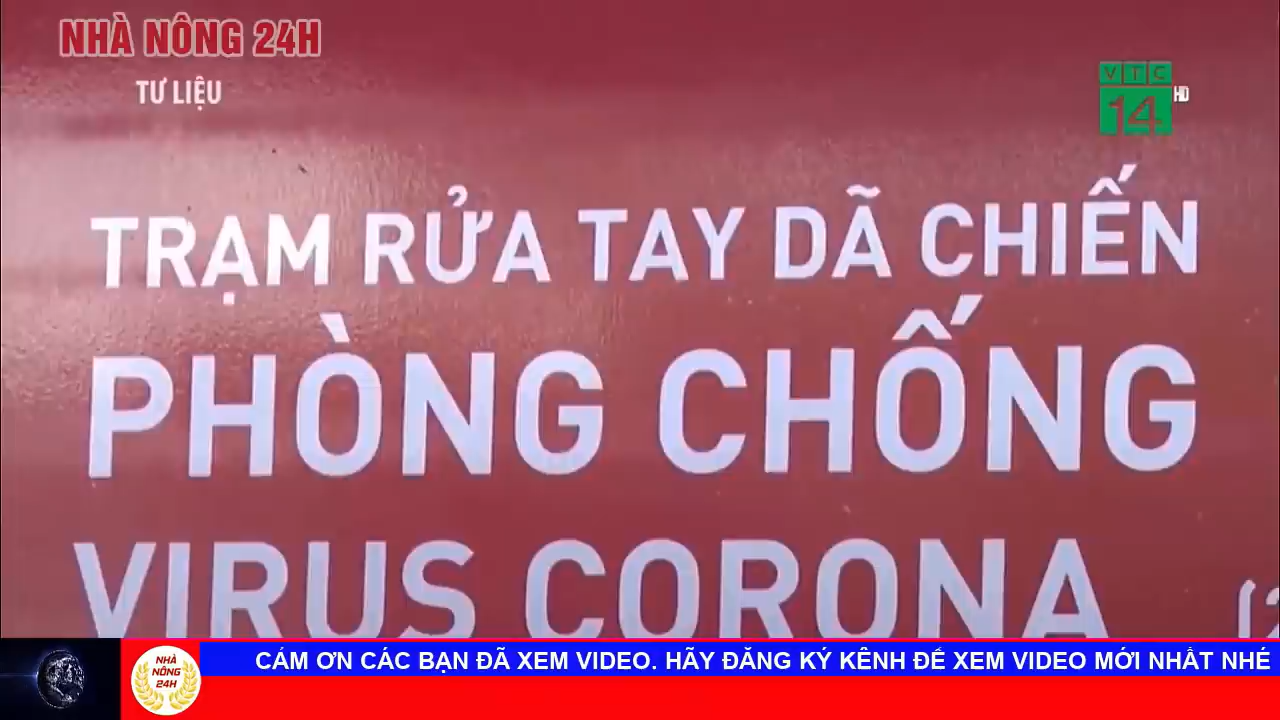 NHÀ NÔNG 24H
TƯ LIỆU
VTC
14 HD
TRẠM RỬA TAY DÃ CHIẾN
PHÒNG CHỐNG
VIRUS CORONA
NHÀ
NÔNG
24H
CÁM ƠN CÁC BẠN ĐÃ XEM VIDEO. HÃY ĐĂNG KÝ KÊNH ĐỂ XEM VIDEO MỚI NHẤT NHÉ